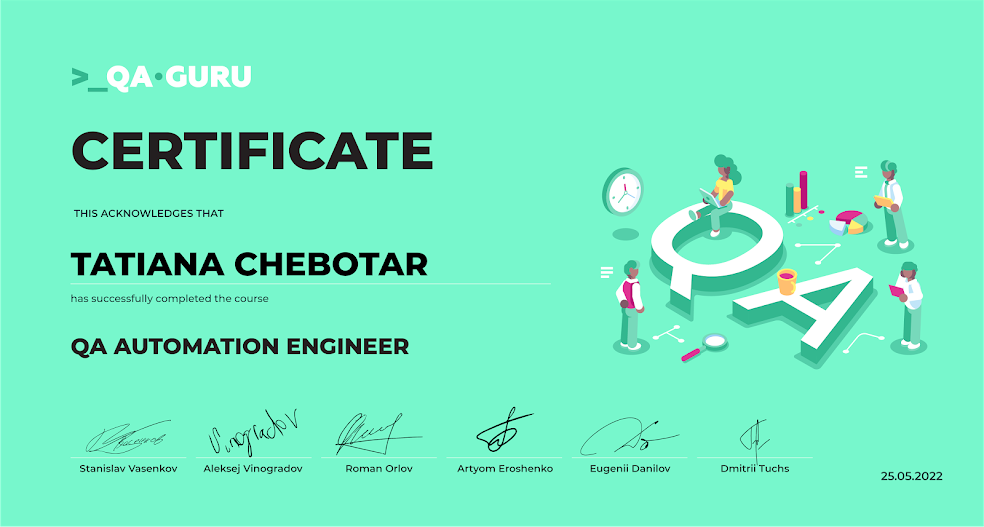 >_QA•GURU
CERTIFICATE
THIS ACKNOWLEDGES THAT
TATIANA CHEBOTAR
has successfully completed the course
QA AUTOMATION ENGINEER
Vinogradov
Stanislav Vasenkov
Aleksej Vinogradov
Roman Orlov
Artyom Eroshenko
Eugenii Danilov
Dmitrii Tuchs
25.05.2022
QA